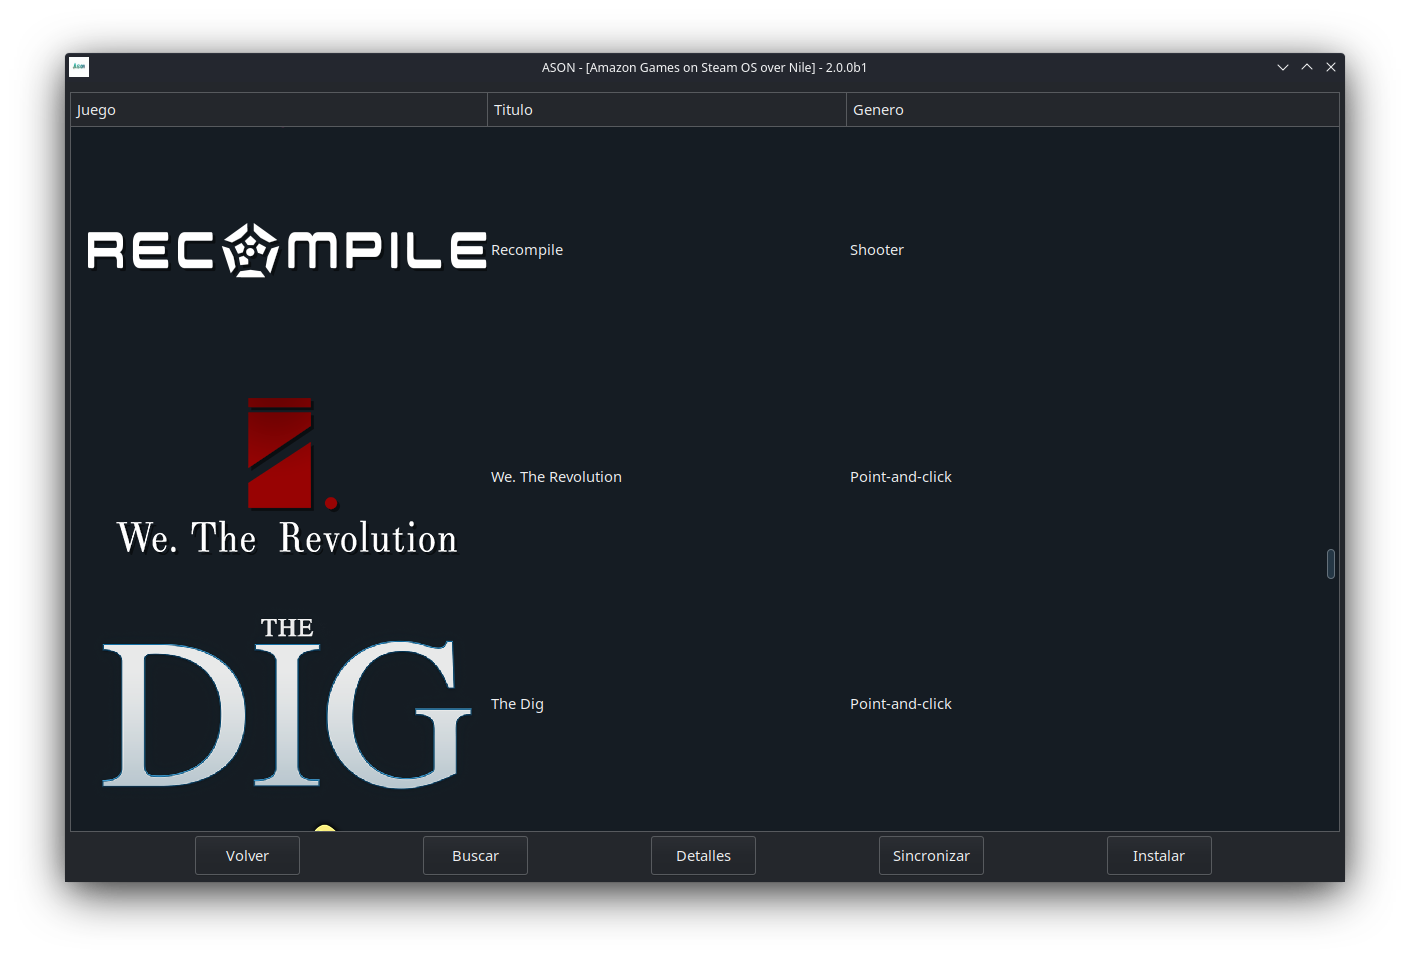 Ason
ASON - [Amazon Games on Steam OS over Nile] - 2.0.0b1
Juego Titulo Genero
RECOMPILE Recompile Shooter
We. The Revolution Point-and-click
We. The Revolution
THE
DIG The Dig Point-and-click
Volver Buscar Detalles Sincronizar Instalar